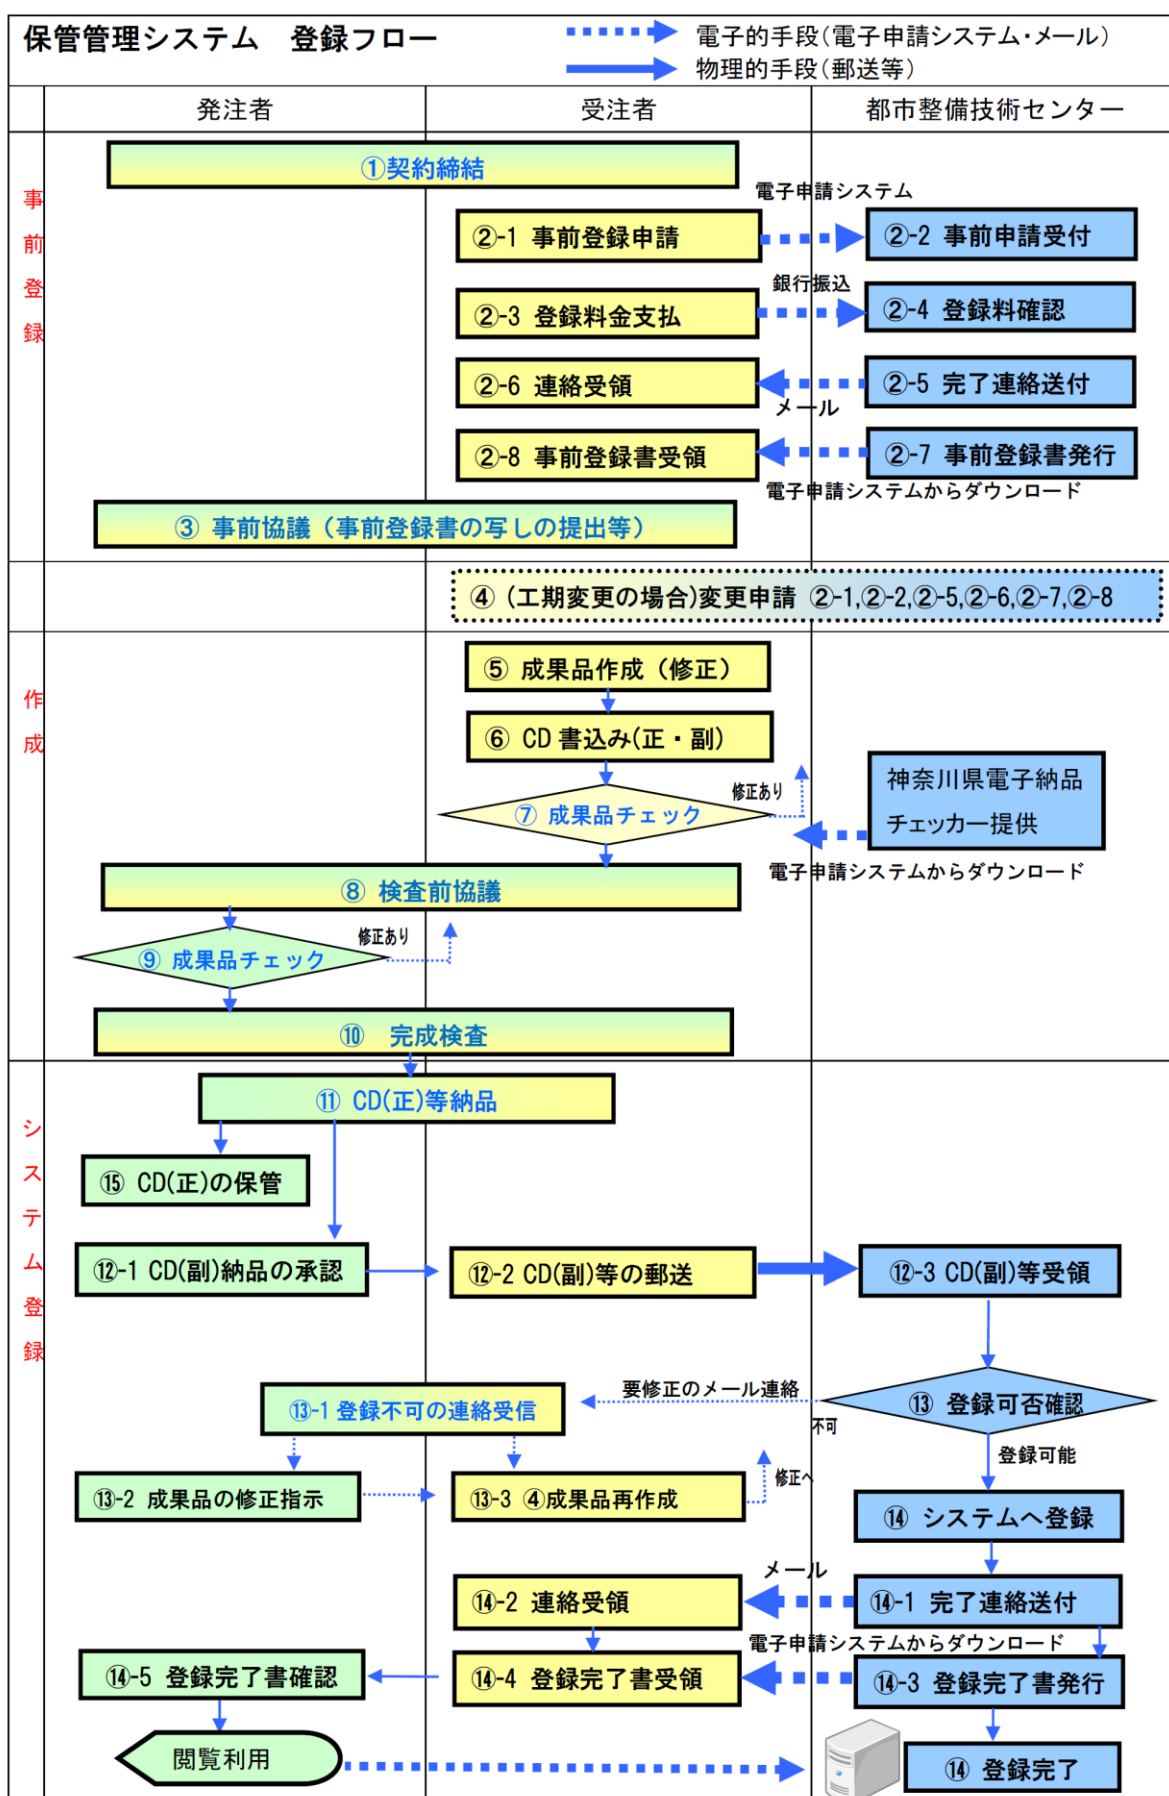 保管管理システム　登録フロー
電子的手段(電子申請システム・メール)
物理的手段(郵送等)
発注者
受注者
都市整備技術センター
事前登録
①契約締結
電子申請システム
②-1 事前登録申請
②-2 事前申請受付
銀行振込
②-3 登録料金支払
②-4 登録料確認
②-6 連絡受領
②-5 完了連絡送付
メール
②-8 事前登録書受領
②-7 事前登録書発行
電子申請システムからダウンロード
③ 事前協議（事前登録書の写しの提出等）
④ (工期変更の場合)変更申請 ②-1,②-2,②-5,②-6,②-7,②-8
作成
⑤ 成果品作成（修正）
⑥ CD 書込み(正・副)
修正あり
⑦ 成果品チェック
神奈川県電子納品
チェッカー提供
電子申請システムからダウンロード
⑧ 検査前協議
修正あり
⑨ 成果品チェック
⑩　完成検査
システム登録
⑪ CD(正)等納品
⑮ CD(正)の保管
⑫-1 CD(副)納品の承認
⑫-2 CD(副)等の郵送
⑫-3 CD(副)等受領
要修正のメール連絡
⑬-1 登録不可の連絡受信
⑬ 登録可否確認
不可
登録可能
修正へ
⑬-2 成果品の修正指示
⑬-3 ④成果品再作成
⑭ システムへ登録
メール
⑭-2 連絡受領
⑭-1 完了連絡送付
電子申請システムからダウンロード
⑭-5 登録完了書確認
⑭-4 登録完了書受領
⑭-3 登録完了書発行
閲覧利用
⑭ 登録完了